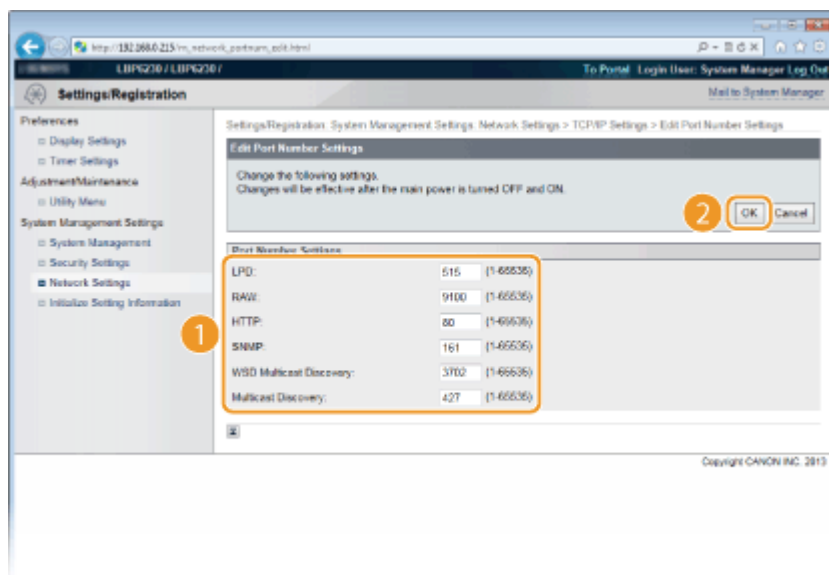 http://192.168.0.215/m_network_portnum_edit.html
LBP6230 / LBP6230 /
To Portal Login User: System Manager Log Out
Settings/Registration
Mail to System Manager
Preferences
Display Settings
Timer Settings
Adjustment/Maintenance
Utility Menu
System Management Settings
System Management
Security Settings
Network Settings
Initialize Setting Information
Settings/Registration: System Management Settings: Network Settings > TCP/IP Settings > Edit Port Number Settings
Edit Port Number Settings
Change the following settings.
Changes will be effective after the main power is turned OFF and ON.
2
OK Cancel
Port Number Settings
1
LPD: 515 (1-65535)
RAW: 9100 (1-65535)
HTTP: 80 (1-65535)
SNMP: 161 (1-65535)
WSD Multicast Discovery: 3702 (1-65535)
Multicast Discovery: 427 (1-65535)
Copyright CANON INC. 2013